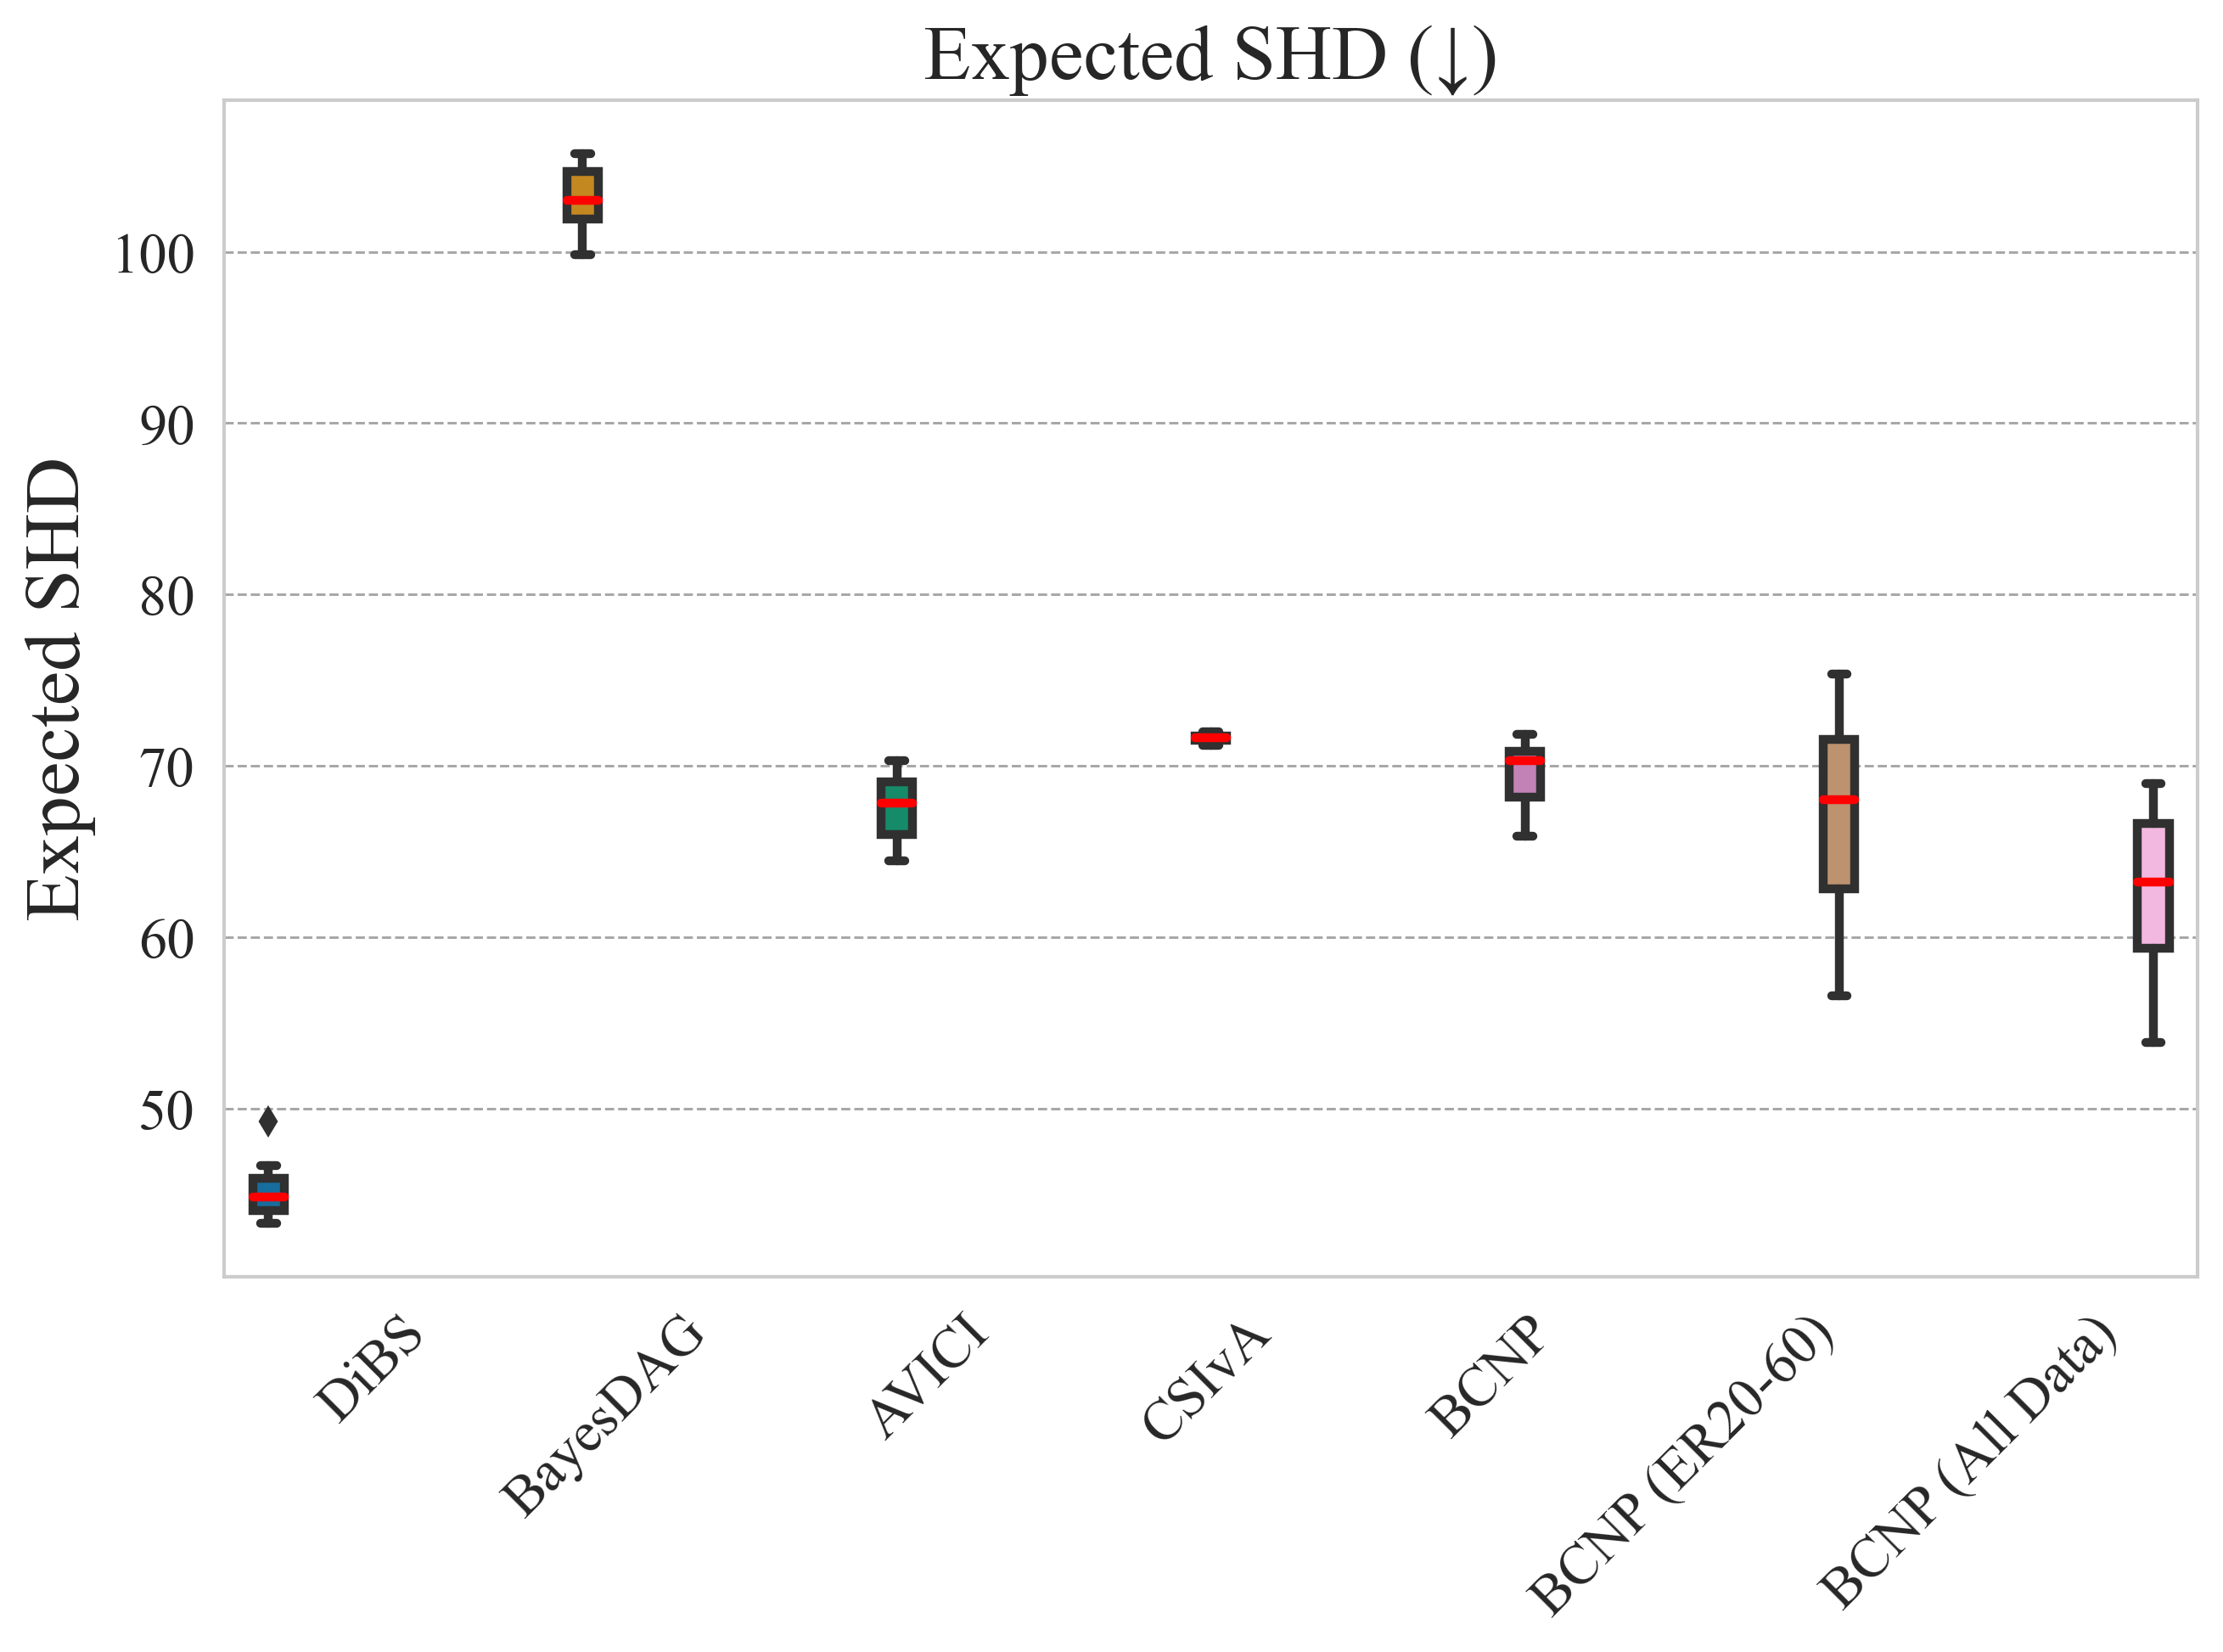 Expected SHD (↓)
Expected SHD
100
90
80
70
60
50
DiBS
BayesDAG
AVICI
CSIvA
BCNP
BCNP (ER20-60)
BCNP (All Data)